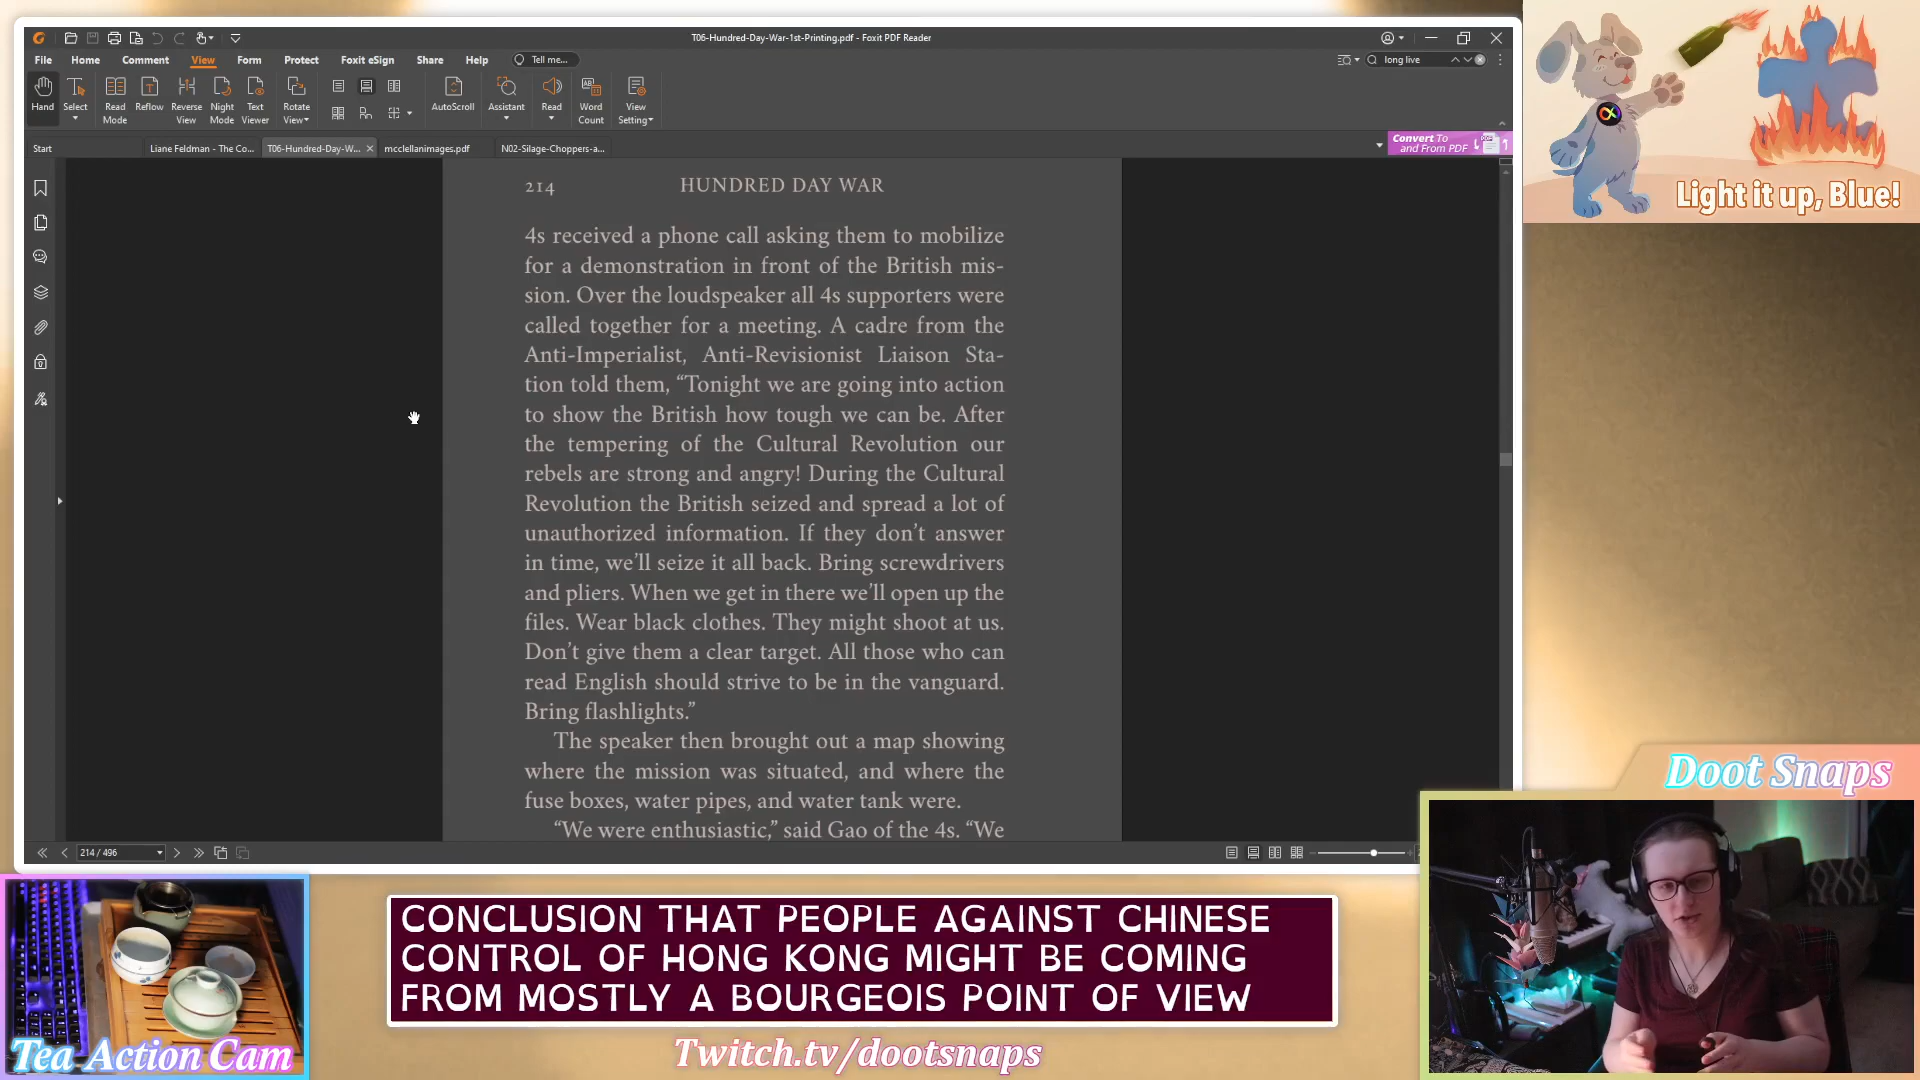 T06-Hundred-Day-War-1st-Printing.pdf - Foxit PDF Reader
File Home Comment View Form Protect Foxit eSign Share Help Tell me... long live
Hand Select Read Mode Reflow Reverse View Night Mode Text Viewer Rotate View AutoScroll Assistant Read Word Count View Setting
Start Liane Feldman - The Co... T06-Hundred-Day-W... mcclellanimages.pdf N02-Silage-Choppers-a...
Convert To
and From PDF
214 HUNDRED DAY WAR
4s received a phone call asking them to mobilize
for a demonstration in front of the British mis-
sion. Over the loudspeaker all 4s supporters were
called together for a meeting. A cadre from the
Anti-Imperialist, Anti-Revisionist Liaison Sta-
tion told them, “Tonight we are going into action
to show the British how tough we can be. After
the tempering of the Cultural Revolution our
rebels are strong and angry! During the Cultural
Revolution the British seized and spread a lot of
unauthorized information. If they don’t answer
in time, we’ll seize it all back. Bring screwdrivers
and pliers. When we get in there we’ll open up the
files. Wear black clothes. They might shoot at us.
Don’t give them a clear target. All those who can
read English should strive to be in the vanguard.
Bring flashlights.”
The speaker then brought out a map showing
where the mission was situated, and where the
fuse boxes, water pipes, and water tank were.
“We were enthusiastic,” said Gao of the 4s. “We
214 / 496
Light it up, Blue!
Doot Snaps
Tea Action Cam
CONCLUSION THAT PEOPLE AGAINST CHINESE
CONTROL OF HONG KONG MIGHT BE COMING
FROM MOSTLY A BOURGEOIS POINT OF VIEW
Twitch.tv/dootsnaps